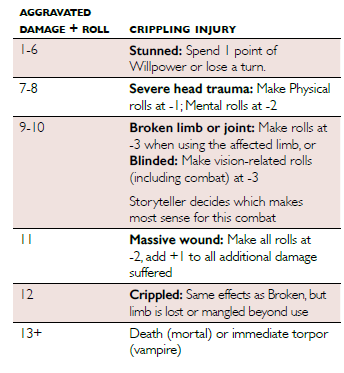 AGGRAVATED
DAMAGE + ROLL CRIPPLING INJURY
1-6 Stunned: Spend 1 point of
Willpower or lose a turn.
7-8 Severe head trauma: Make Physical
rolls at -1; Mental rolls at -2
9-10 Broken limb or joint: Make rolls at
-3 when using the affected limb, or
Blinded: Make vision-related rolls
(including combat) at -3
Storyteller decides which makes
most sense for this combat
11 Massive wound: Make all rolls at
-2, add +1 to all additional damage
suffered
12 Crippled: Same effects as Broken, but
limb is lost or mangled beyond use
13+ Death (mortal) or immediate torpor
(vampire)